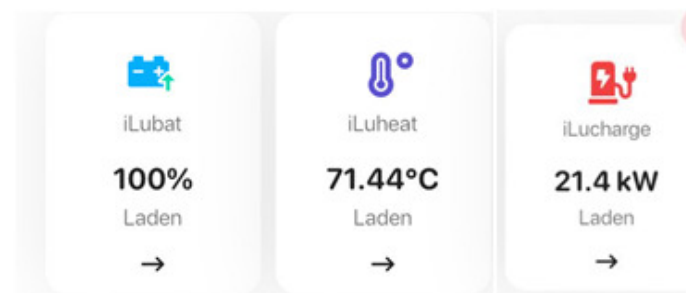 iLubat
100%
Laden
→
iLuheat
71.44°C
Laden
→
iLucharge
21.4 kW
Laden
→